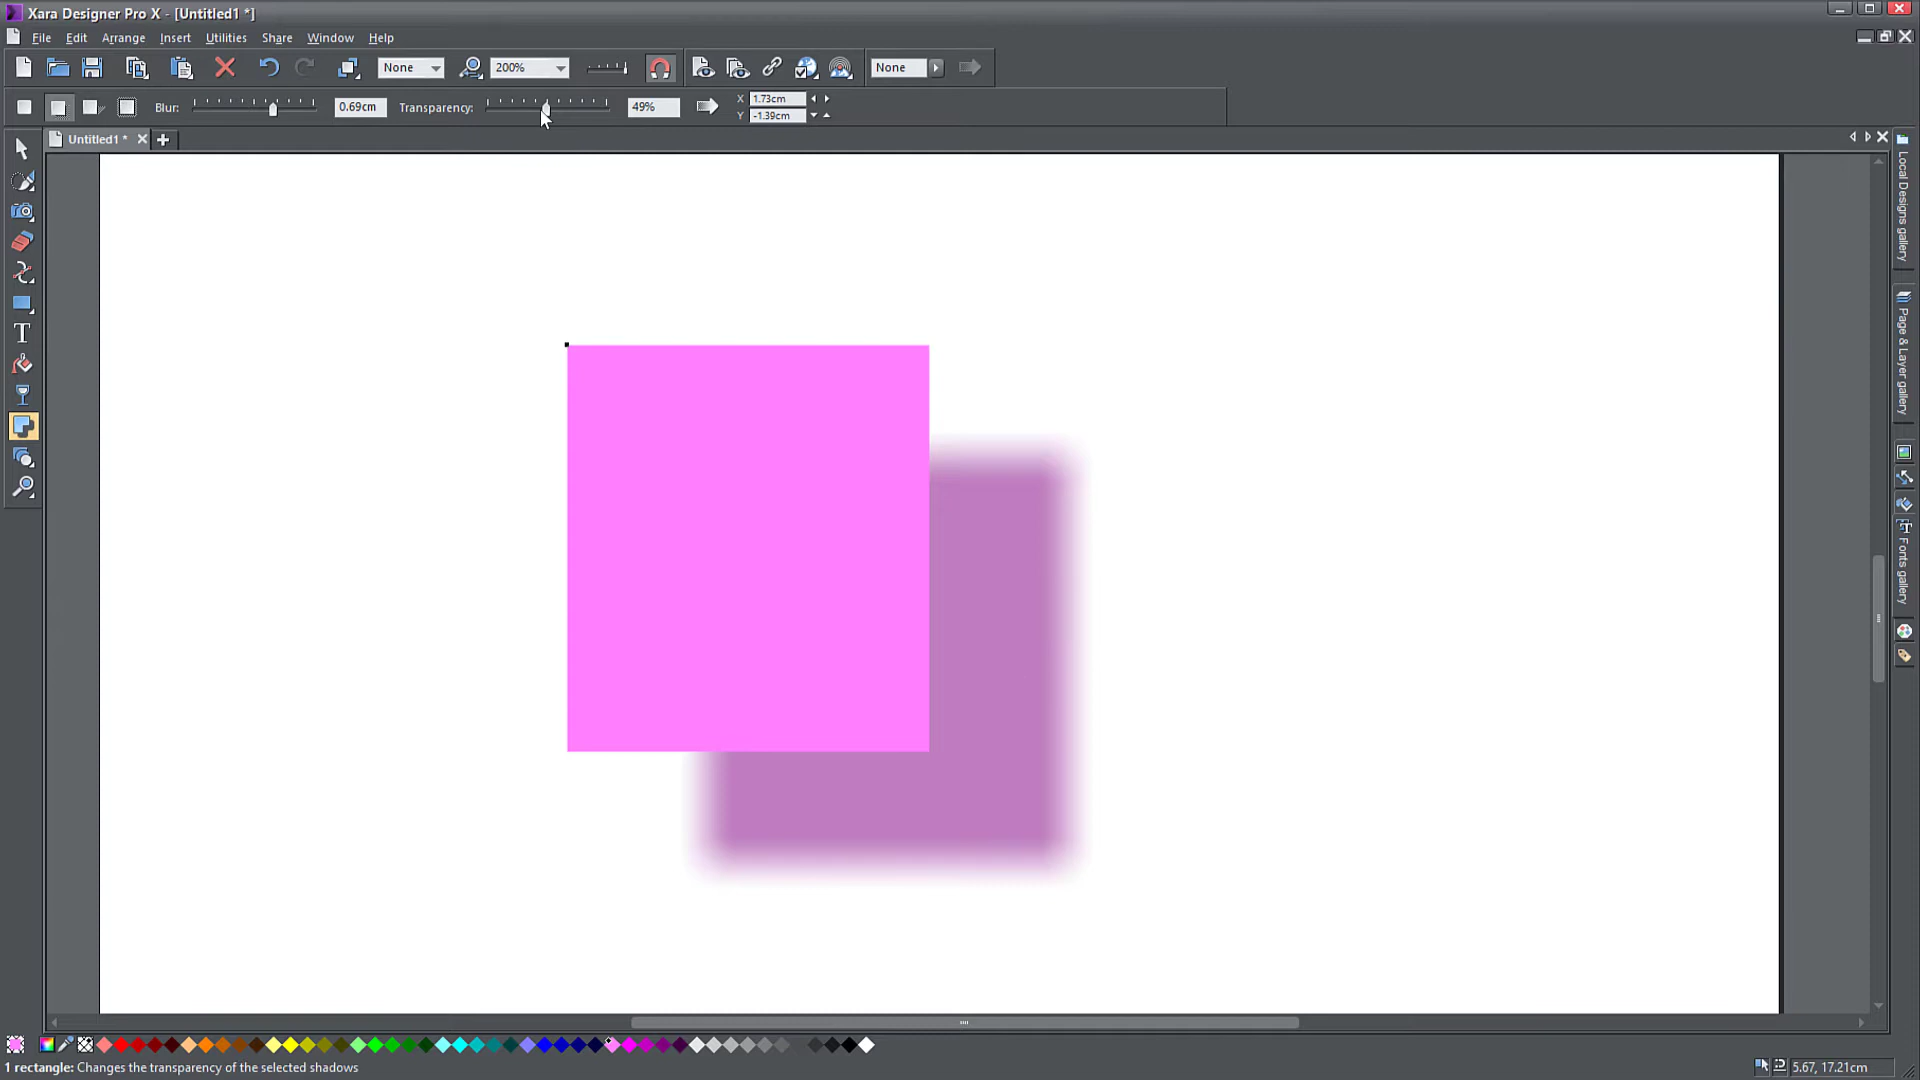 Xara Designer Pro X - [Untitled1 *]
File Edit Arrange Insert Utilities Share Window Help
None 200% None
Blur: 0.69cm Transparency: 49% X 1.73cm
Y -1.39cm
Untitled1 *
Local Designs gallery
Page & Layer gallery
Fonts gallery
1 rectangle: Changes the transparency of the selected shadows
5.67, 17.21cm